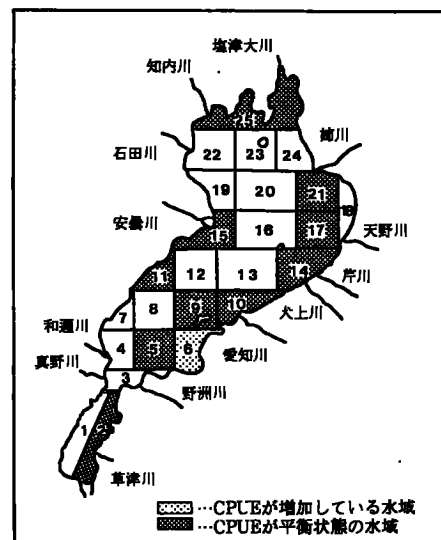 塩津大川
知内川
25
姉川
石田川
22
23
24
19
20
21
18
安曇川
15
16
17
天野川
11
12
13
14
芹川
犬上川
7
8
9
10
和邇川
愛知川
4
5
6
真野川
3
野洲川
1
2
草津川
…CPUEが増加している水域
…CPUEが平衡状態の水域